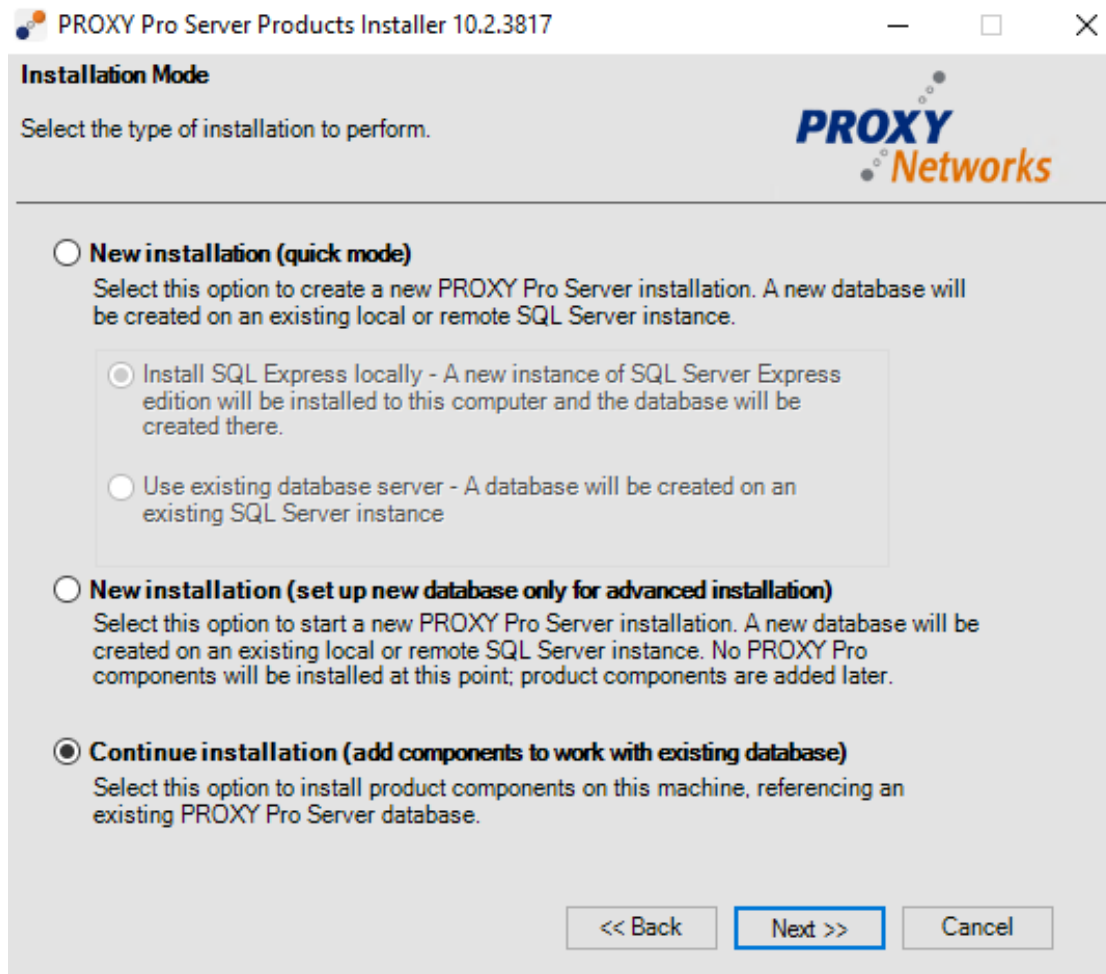 PROXY Pro Server Products Installer 10.2.3817
Installation Mode
Select the type of installation to perform.
PROXY
Networks
New installation (quick mode)
Select this option to create a new PROXY Pro Server installation. A new database will
be created on an existing local or remote SQL Server instance.
Install SQL Express locally - A new instance of SQL Server Express
edition will be installed to this computer and the database will be
created there.
Use existing database server - A database will be created on an
existing SQL Server instance
New installation (set up new database only for advanced installation)
Select this option to start a new PROXY Pro Server installation. A new database will be
created on an existing local or remote SQL Server instance. No PROXY Pro
components will be installed at this point; product components are added later.
Continue installation (add components to work with existing database)
Select this option to install product components on this machine, referencing an
existing PROXY Pro Server database.
<< Back
Next >>
Cancel